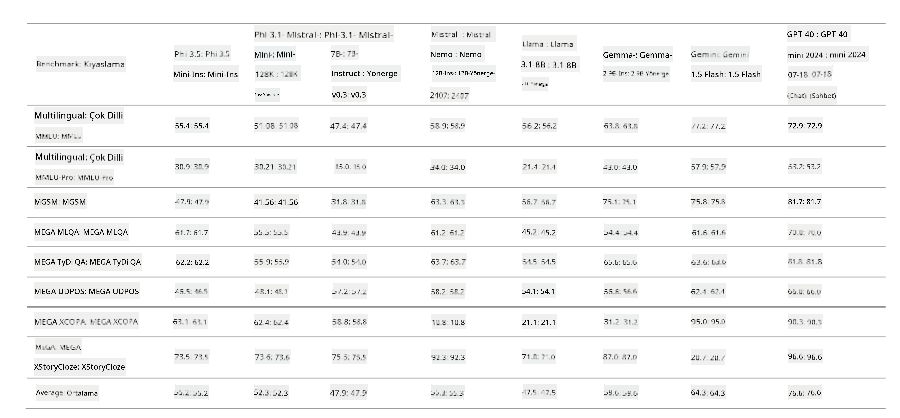 Benchmark: Kıyaslama
Phi 3.5: Phi 3.5
Mini-Ins: Mini-Ins
Phi-3.1- Mistral : Phi-3.1- Mistral-
Mini-: Mini-
128K : 128K
7B-: 7B-
Instruct : Yönerge
v0.3: v0.3
Mistral : Mistral
Nemo : Nemo
12B-Ins: 12B-Yönerge
2407: 2407
Llama : Llama
3.1 8B : 3.1 8B
Gemma-: Gemma-
2 9B Ins: 2 9B Yönerge
Gemini: Gemini
1.5 Flash: 1.5 Flash
GPT 4O : GPT 4O
mini 2024 : mini 2024
07-18: 07-18
(Chat): (Sohbet)
Multilingual: Çok Dilli
MMLU: MMLU
55.4: 55.4
51.08: 51.08
47.4: 47.4
58.9: 58.9
56.2: 56.2
63.8: 63.8
77.2: 77.2
72.9: 72.9
Multilingual: Çok Dilli
MMLU-Pro: MMLU-Pro
30.9: 30.9
30.21: 30.21
15.0: 15.0
34.0: 34.0
21.4: 21.4
43.0: 43.0
57.9: 57.9
53.2: 53.2
MGSM: MGSM
47.9: 47.9
41.56: 41.56
31.8: 31.8
63.3: 63.3
56.7: 56.7
75.1: 75.1
75.8: 75.8
81.7: 81.7
MEGA MLQA: MEGA MLQA
61.7: 61.7
55.5: 55.5
43.9: 43.9
61.2: 61.2
45.2: 45.2
54.4: 54.4
61.6: 61.6
70.0: 70.0
MEGA TyDi QA: MEGA TyDi QA
62.2: 62.2
55.9: 55.9
54.0: 54.0
63.7: 63.7
54.5: 54.5
65.6: 65.6
63.6: 63.6
81.8: 81.8
MEGA UDPOS: MEGA UDPOS
46.5: 46.5
48.1: 48.1
57.2: 57.2
58.2: 58.2
54.1: 54.1
56.6: 56.6
62.4: 62.4
66.0: 66.0
MEGA XCOPA: MEGA XCOPA
63.1: 63.1
62.4: 62.4
58.8: 58.8
10.8: 10.8
21.1: 21.1
31.2: 31.2
95.0: 95.0
90.3: 90.3
MEGA: MEGA
XStoryCloze: XStoryCloze
73.5: 73.5
73.6: 73.6
75.5: 75.5
92.3: 92.3
87.0: 87.0
20.7: 20.7
96.6: 96.6
Average: Ortalama
55.2: 55.2
52.3: 52.3
47.9: 47.9
55.3: 55.3
47.5: 47.5
59.6: 59.6
64.3: 64.3
76.6: 76.6